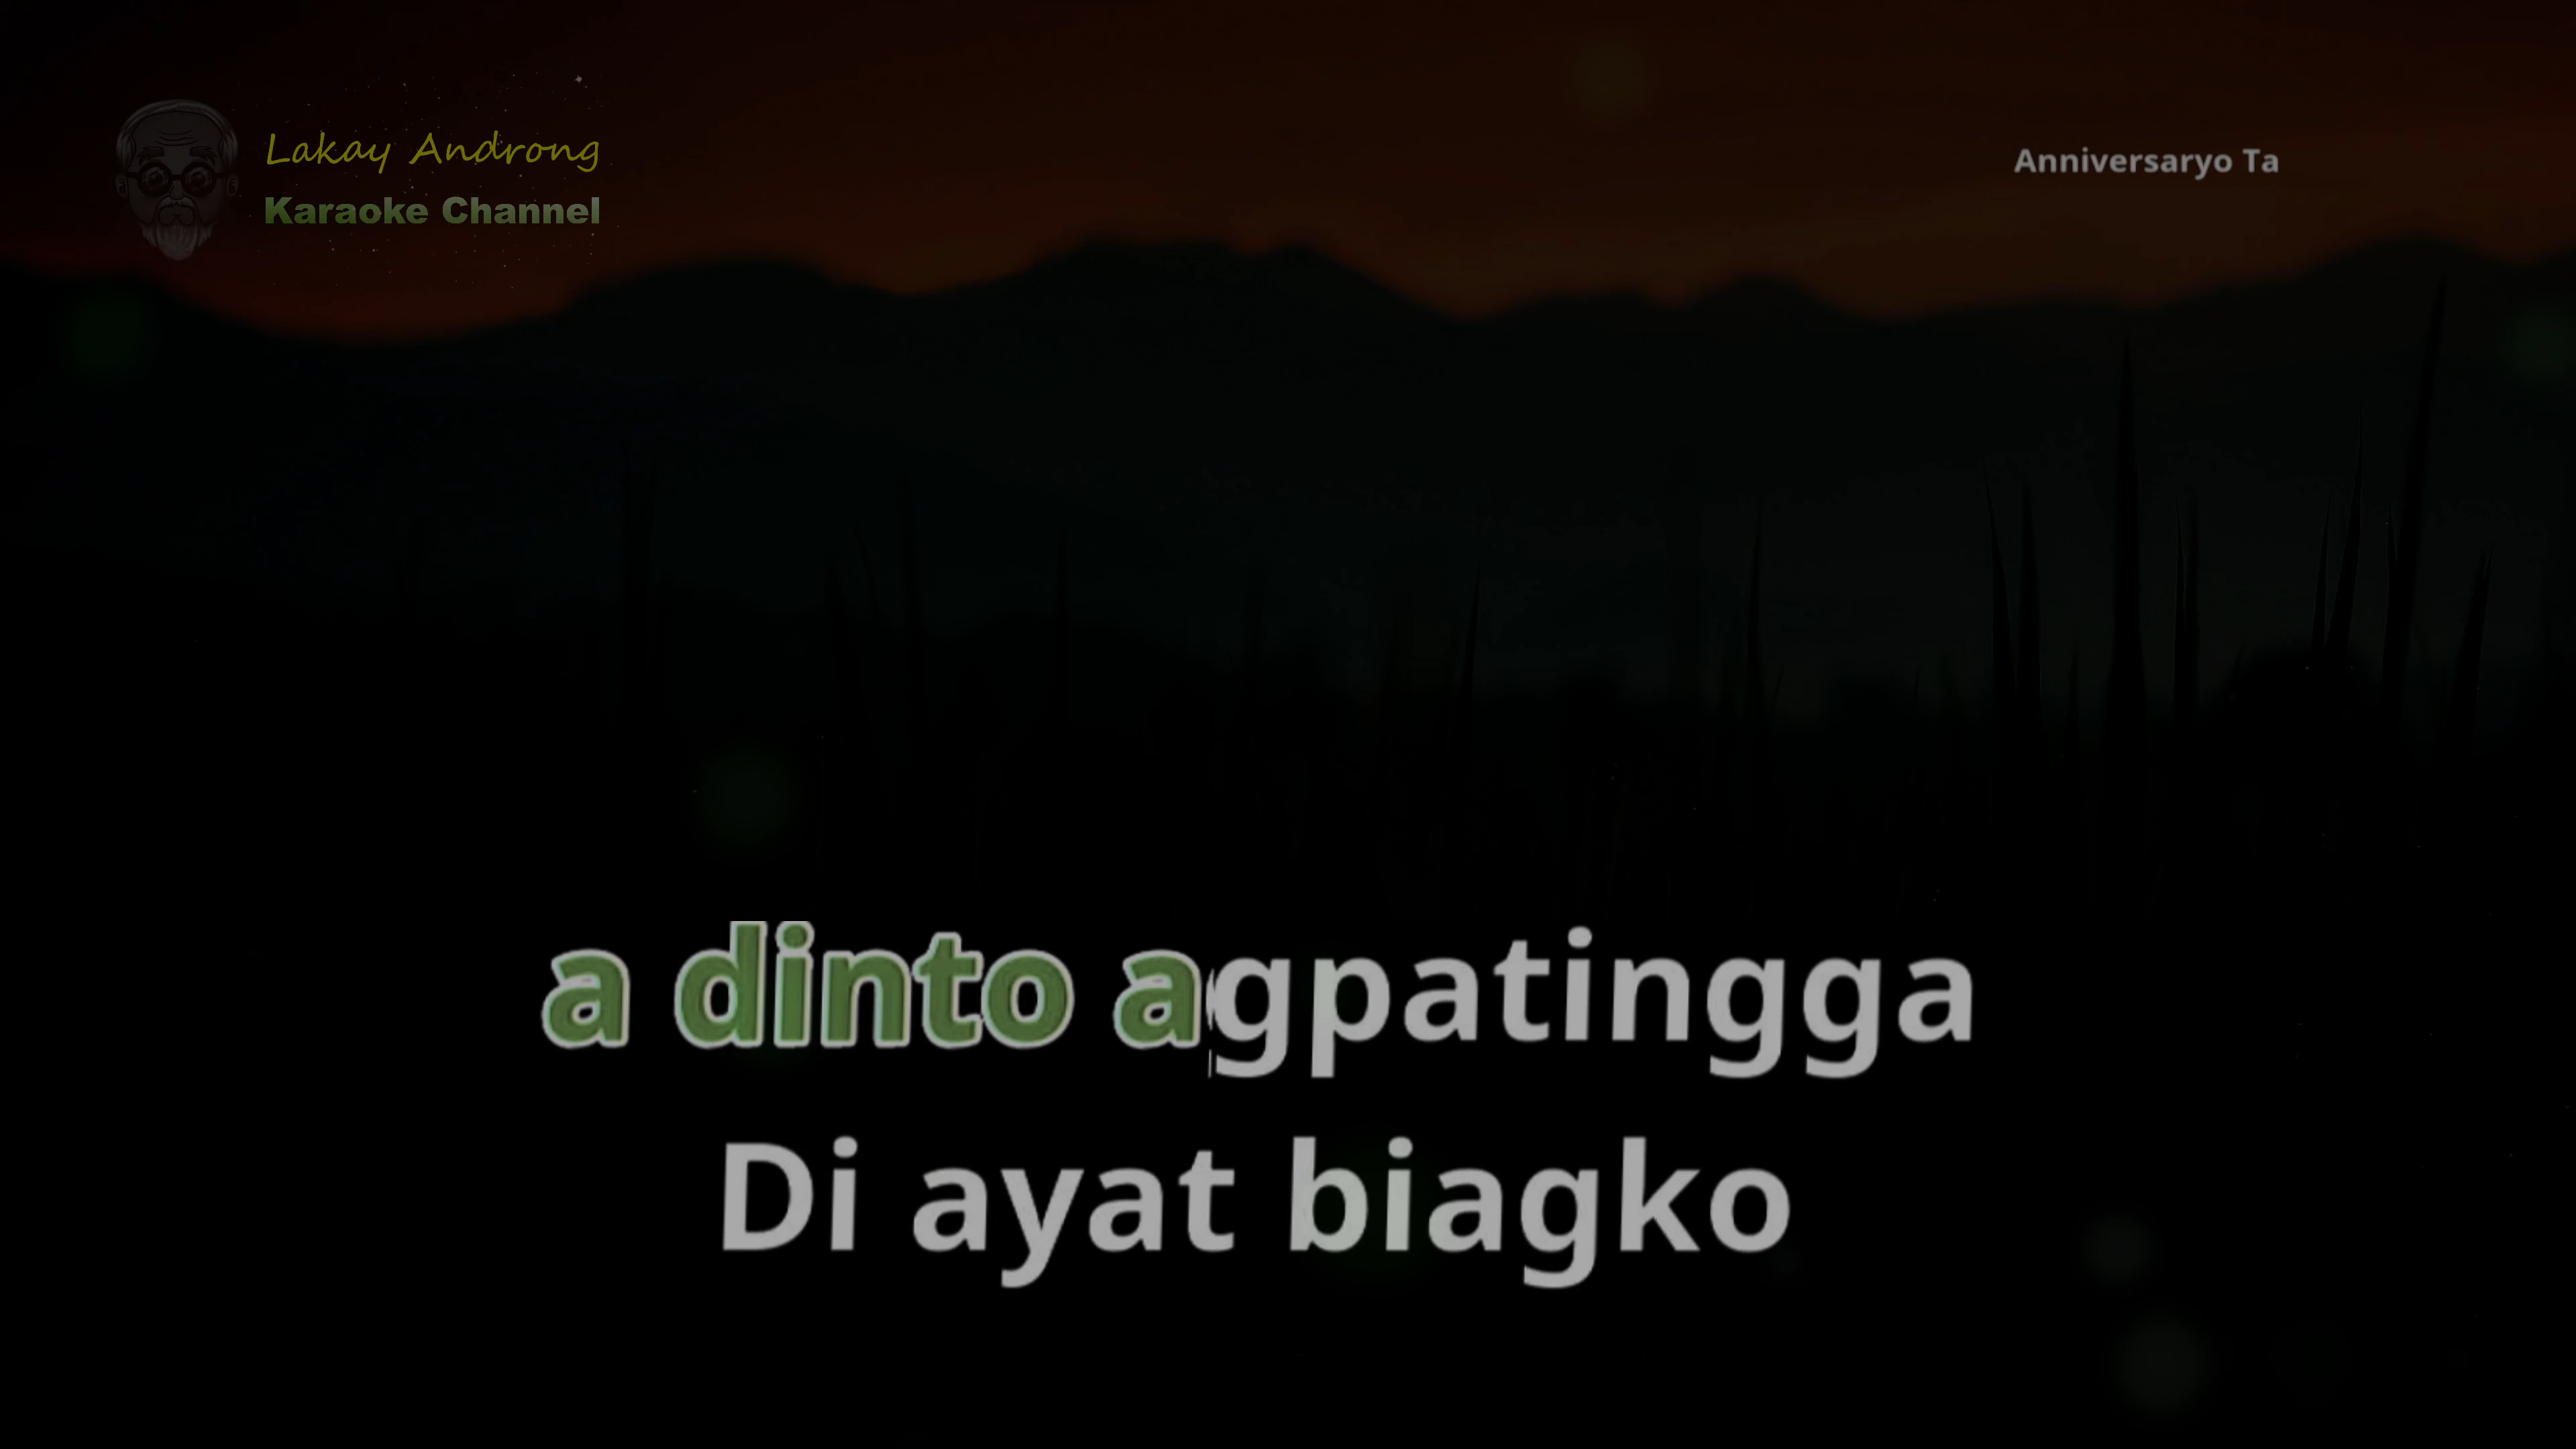 Lakay Androng
Karaoke Channel
Anniversaryo Ta
a dinto agpatingga
Di ayat biagko